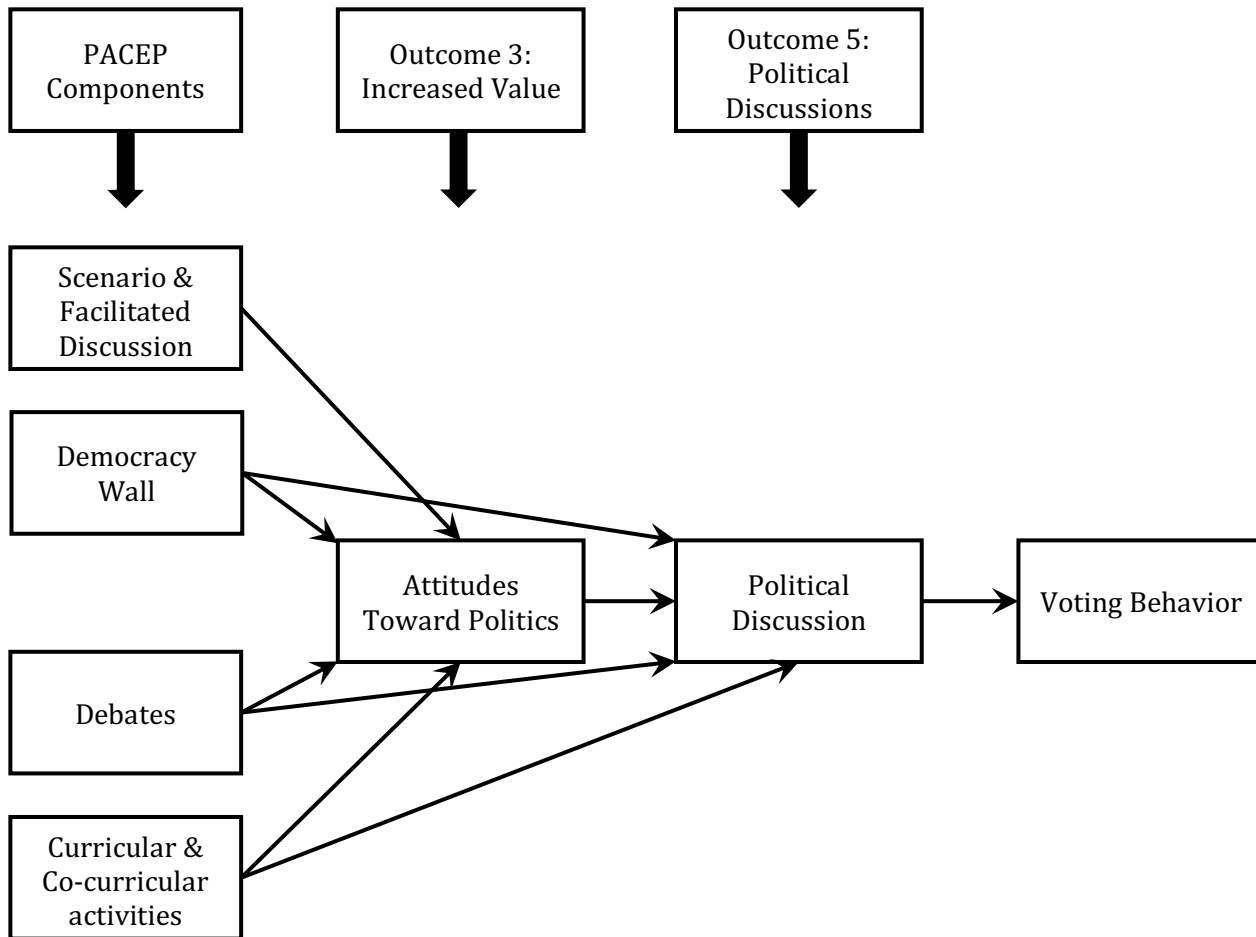 PACEP
Components
Outcome 3:
Increased Value
Outcome 5:
Political
Discussions
Scenario &
Facilitated
Discussion
Democracy
Wall
Attitudes
Toward Politics
Political
Discussion
Voting Behavior
Debates
Curricular &
Co-curricular
activities